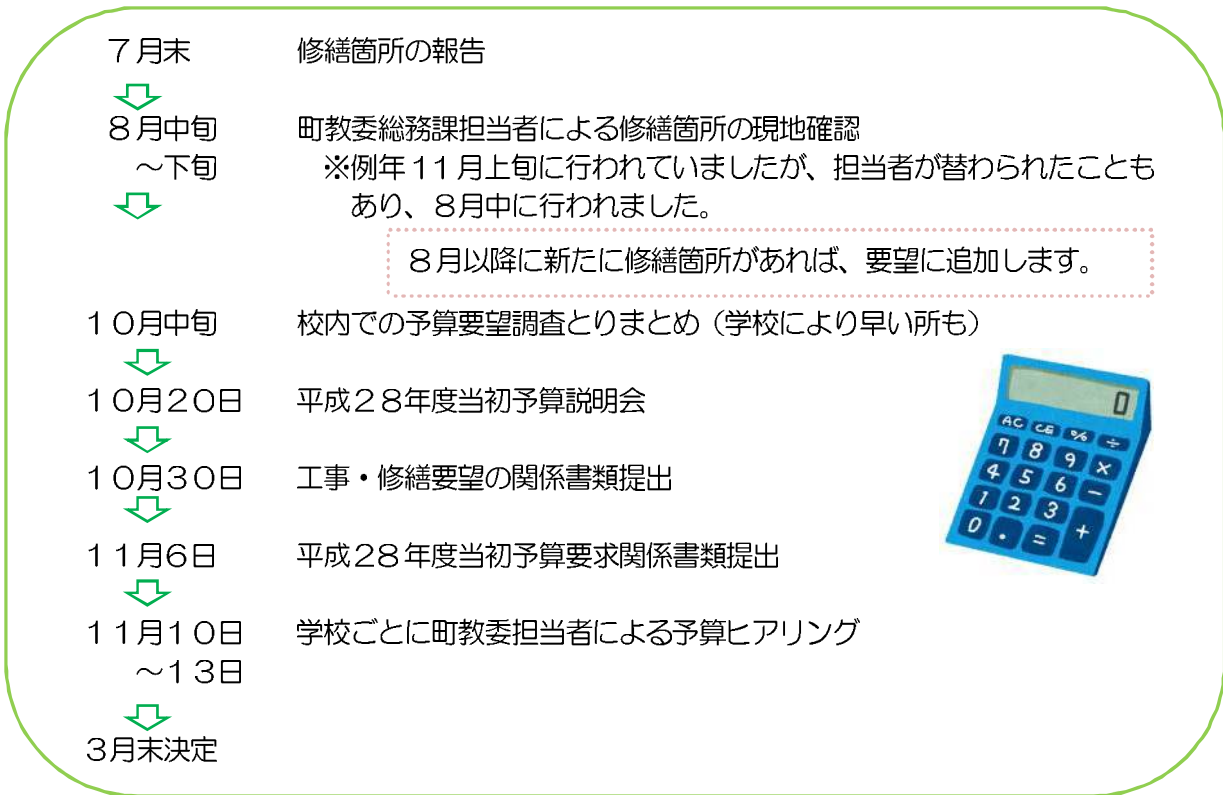 ７月末　修繕箇所の報告
８月中旬　町教委総務課担当者による修繕箇所の現地確認
～下旬　※例年１１月上旬に行われていましたが、担当者が替わられたことも
あり、８月中に行われました。
８月以降に新たに修繕箇所があれば、要望に追加します。
１０月中旬　校内での予算要望調査とりまとめ（学校により早い所も）
１０月２０日　平成２８年度当初予算説明会
１０月３０日　工事・修繕要望の関係書類提出
１１月６日　平成２８年度当初予算要求関係書類提出
１１月１０日　学校ごとに町教委担当者による予算ヒアリング
～１３日
３月末決定
0
AC CE % ÷
7 8 9 ×
4 5 6 −
1 2 3 +
0 . =